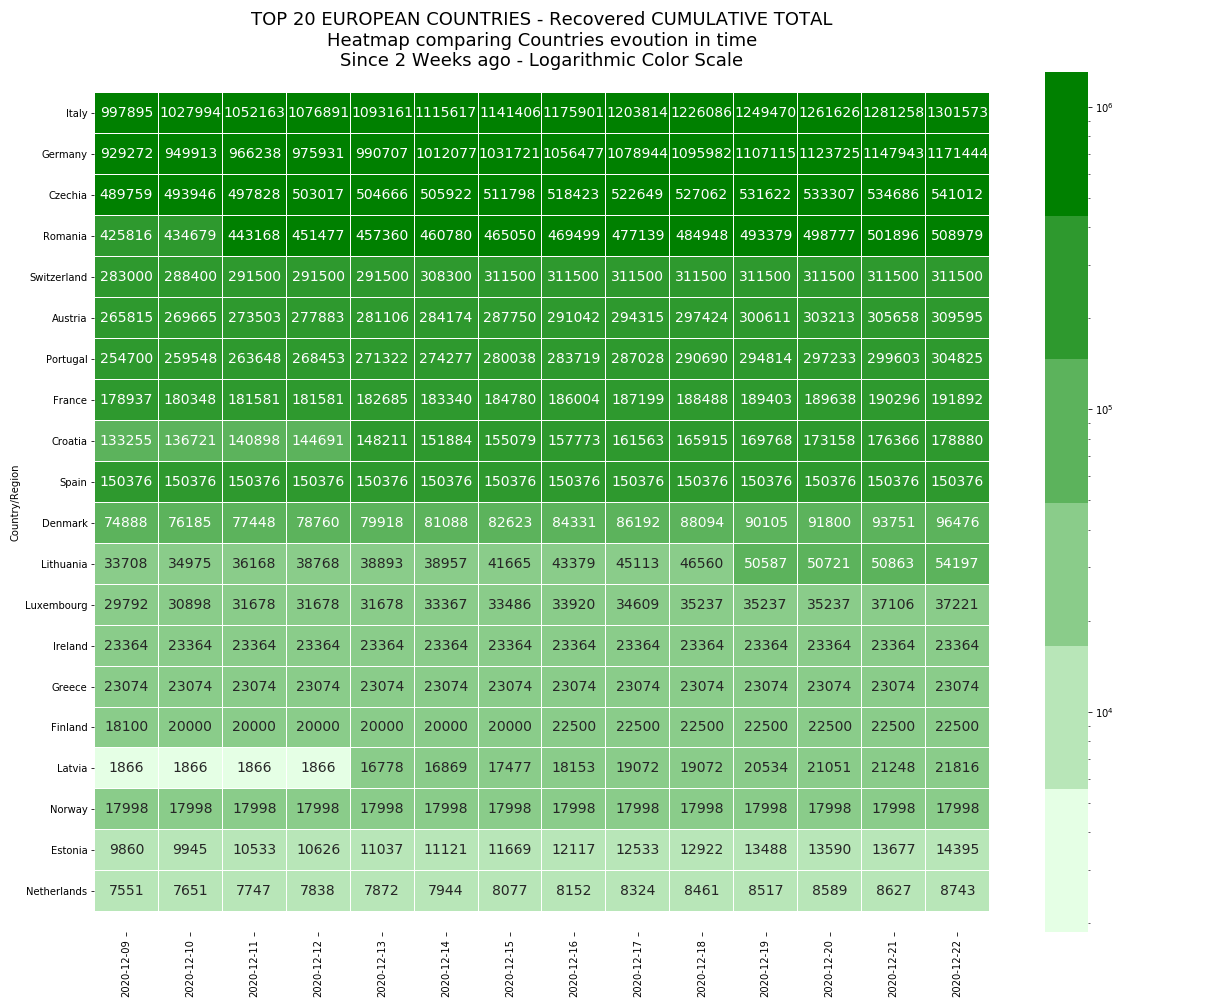 TOP 20 EUROPEAN COUNTRIES - Recovered CUMULATIVE TOTAL
Heatmap comparing Countries evoution in time
Since 2 Weeks ago - Logarithmic Color Scale
Country/Region
Italy 997895 1027994 1052163 1076891 1093161 1115617 1141406 1175901 1203814 1226086 1249470 1261626 1281258 1301573
Germany 929272 949913 966238 975931 990707 1012077 1031721 1056477 1078944 1095982 1107115 1123725 1147943 1171444
Czechia 489759 493946 497828 503017 504666 505922 511798 518423 522649 527062 531622 533307 534686 541012
Romania 425816 434679 443168 451477 457360 460780 465050 469499 477139 484948 493379 498777 501896 508979
Switzerland 283000 288400 291500 291500 291500 308300 311500 311500 311500 311500 311500 311500 311500 311500
Austria 265815 269665 273503 277883 281106 284174 287750 291042 294315 297424 300611 303213 305658 309595
Portugal 254700 259548 263648 268453 271322 274277 280038 283719 287028 290690 294814 297233 299603 304825
France 178937 180348 181581 181581 182685 183340 184780 186004 187199 188488 189403 189638 190296 191892
Croatia 133255 136721 140898 144691 148211 151884 155079 157773 161563 165915 169768 173158 176366 178880
Spain 150376 150376 150376 150376 150376 150376 150376 150376 150376 150376 150376 150376 150376 150376
Denmark 74888 76185 77448 78760 79918 81088 82623 84331 86192 88094 90105 91800 93751 96476
Lithuania 33708 34975 36168 38768 38893 38957 41665 43379 45113 46560 50587 50721 50863 54197
Luxembourg 29792 30898 31678 31678 31678 33367 33486 33920 34609 35237 35237 35237 37106 37221
Ireland 23364 23364 23364 23364 23364 23364 23364 23364 23364 23364 23364 23364 23364 23364
Greece 23074 23074 23074 23074 23074 23074 23074 23074 23074 23074 23074 23074 23074 23074
Finland 18100 20000 20000 20000 20000 20000 20000 22500 22500 22500 22500 22500 22500 22500
Latvia 1866 1866 1866 1866 16778 16869 17477 18153 19072 19072 20534 21051 21248 21816
Norway 17998 17998 17998 17998 17998 17998 17998 17998 17998 17998 17998 17998 17998 17998
Estonia 9860 9945 10533 10626 11037 11121 11669 12117 12533 12922 13488 13590 13677 14395
Netherlands 7551 7651 7747 7838 7872 7944 8077 8152 8324 8461 8517 8589 8627 8743
2020-12-09 2020-12-10 2020-12-11 2020-12-12 2020-12-13 2020-12-14 2020-12-15 2020-12-16 2020-12-17 2020-12-18 2020-12-19 2020-12-20 2020-12-21 2020-12-22
10⁶
10⁵
10⁴